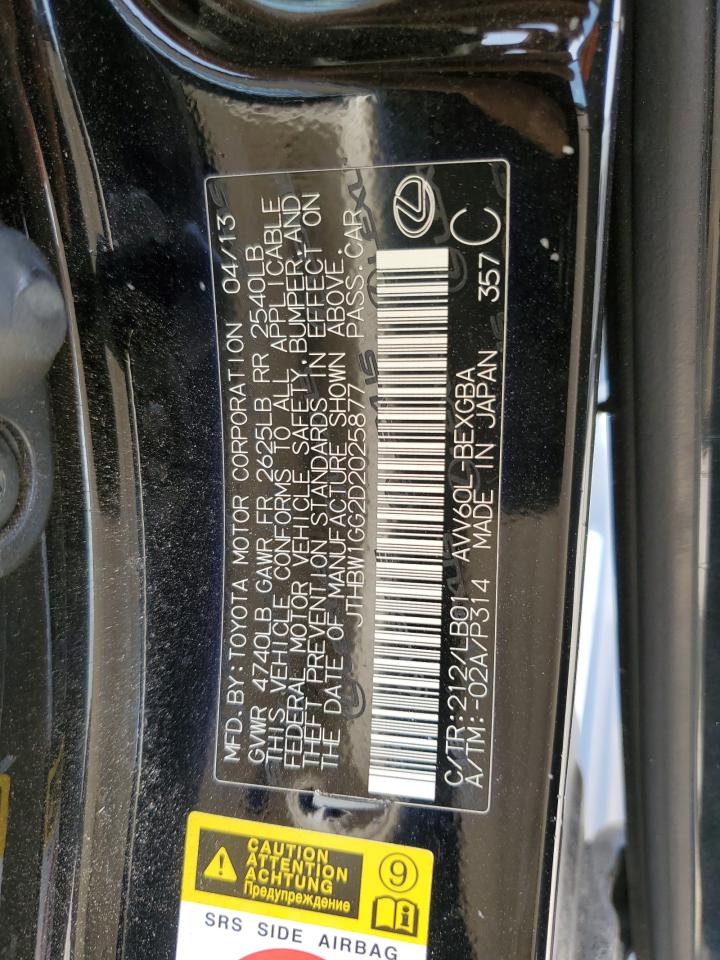 MFD.BY:TOYOTA MOTOR CORPORATION 04/13
GVWR 4740LB GAWR FR 2625LB RR 2540LB
THIS VEHICLE CONFORMS TO ALL APPLICABLE
FEDERAL MOTOR VEHICLE SAFETY,BUMPER,AND
THEFT PREVENTION STANDARDS IN EFFECT ON
THE DATE OF MANUFACTURE SHOWN ABOVE.
JTHBW1GG2D2025877 PASS.CAR
C/TR:212/LB01 AVV60L-BEXGBA 357 C
A/TM:-02A/P314 MADE IN JAPAN
CAUTION
ATTENTION
ACHTUNG
Предупреждение
9
SRS SIDE AIRBAG